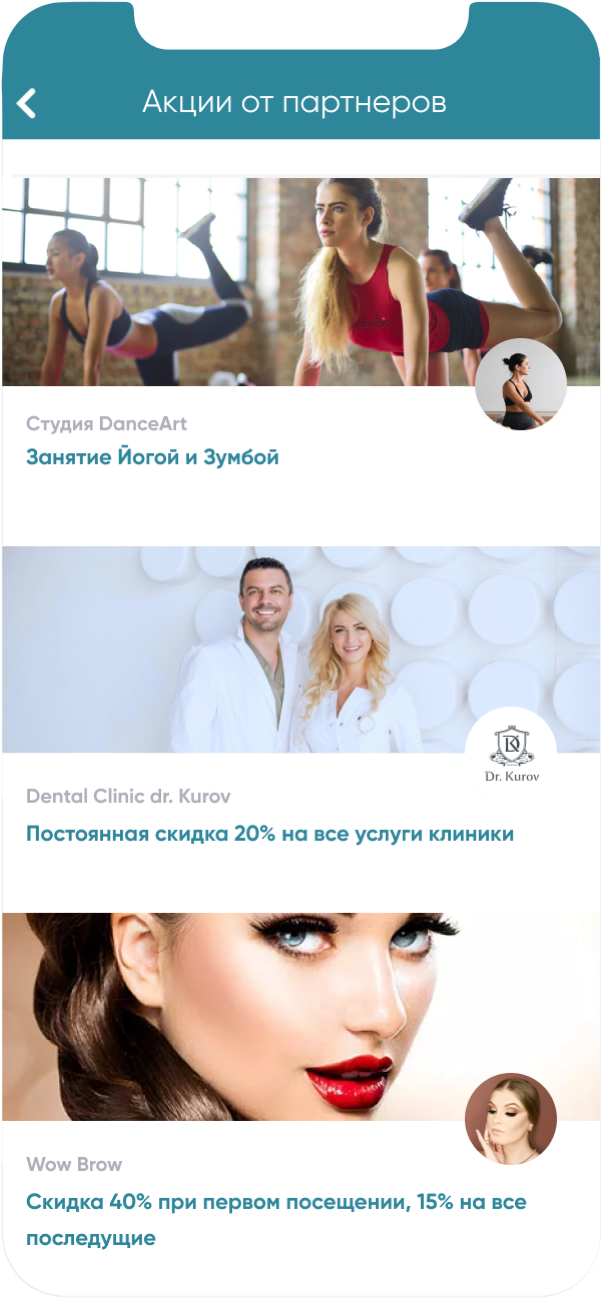 Акции от партнеров
Студия DanceArt
Занятие Йогой и Зумбой
DK
Dr. Kurov
Dental Clinic dr. Kurov
Постоянная скидка 20% на все услуги клиники
Wow Brow
Скидка 40% при первом посещении, 15% на все
последущие